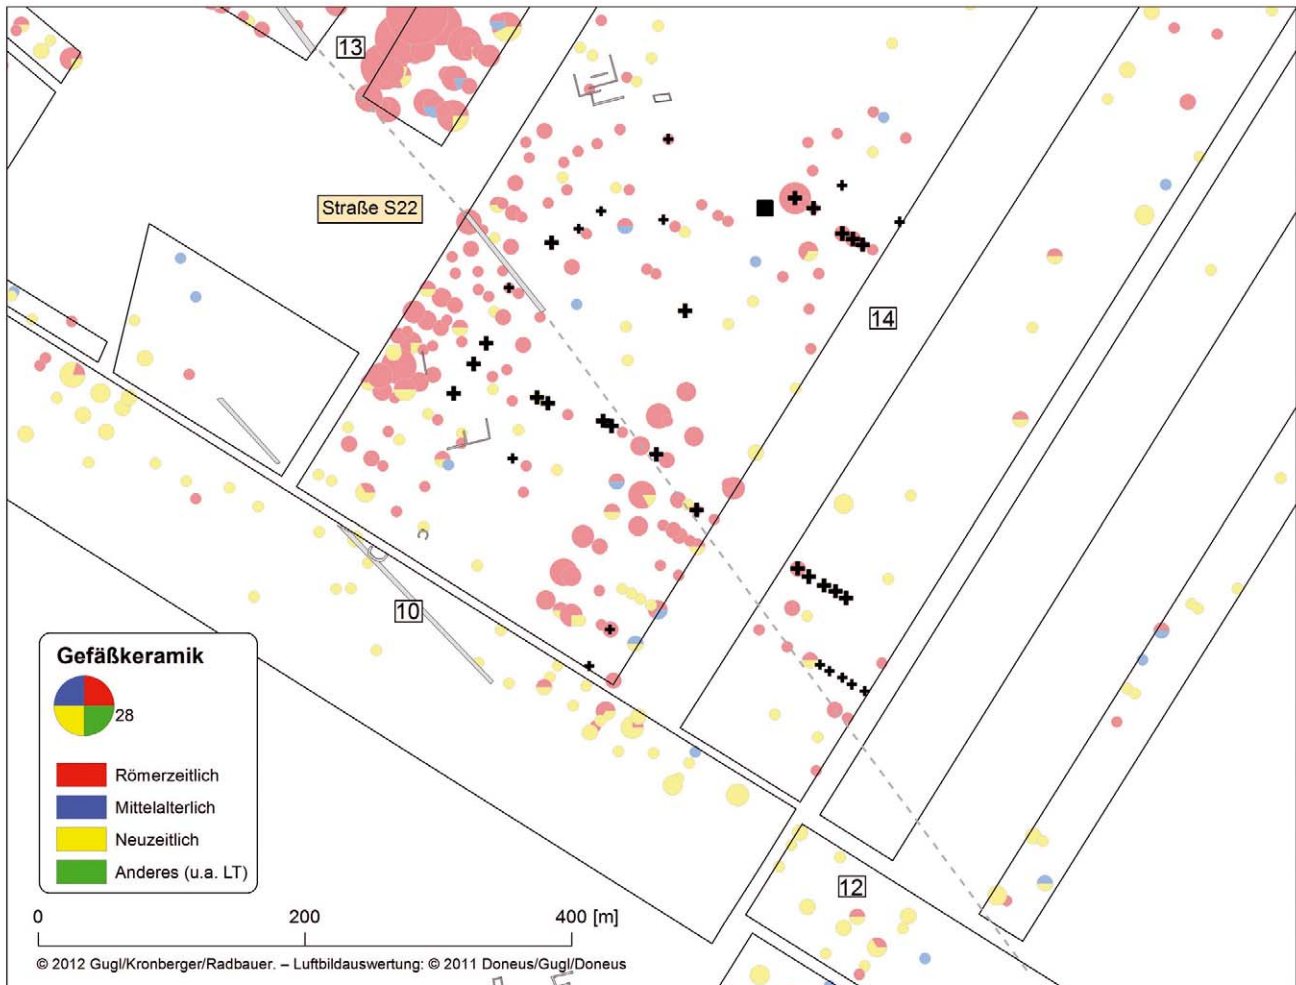 13
Straße S22
14
10
Gefäßkeramik
28
Römerzeitlich
Mittelalterlich
Neuzeitlich
Anderes (u.a. LT)
12
0 200 400 [m]
© 2012 Gugl/Kronberger/Radbauer. – Luftbildauswertung: © 2011 Doneus/Gugl/Doneus